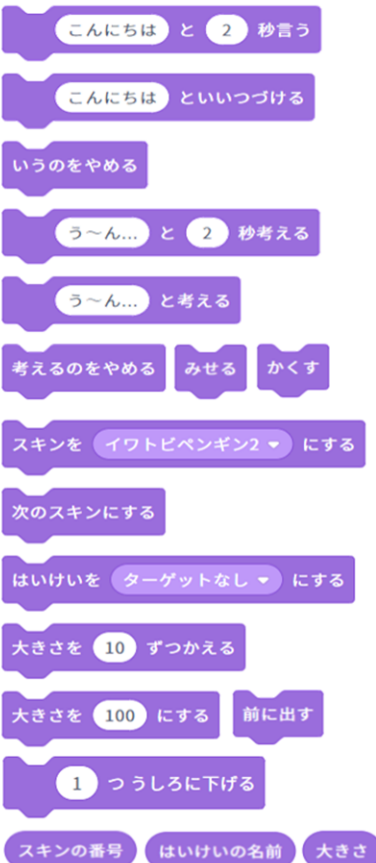 こんにちは と 2 秒言う
こんにちは といいつづける
いうのをやめる
う～ん... と 2 秒考える
う～ん... と考える
考えるのをやめる みせる かくす
スキンを イワトビペンギン2 にする
次のスキンにする
はいけいを ターゲットなし にする
大きさを 10 ずつかえる
大きさを 100 にする 前に出す
1 つ うしろに下げる
スキンの番号 はいけいの名前 大きさ